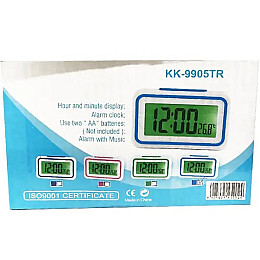 KK-9905TR
Hour and minute display;
Alarm clock;
Use two " AA" batteries;
( Not included );
Alarm with Music
12:00
26.8
12:00
12:00
12:00
12:00
ISO9001 CERTIFICATE
CE
Made in China